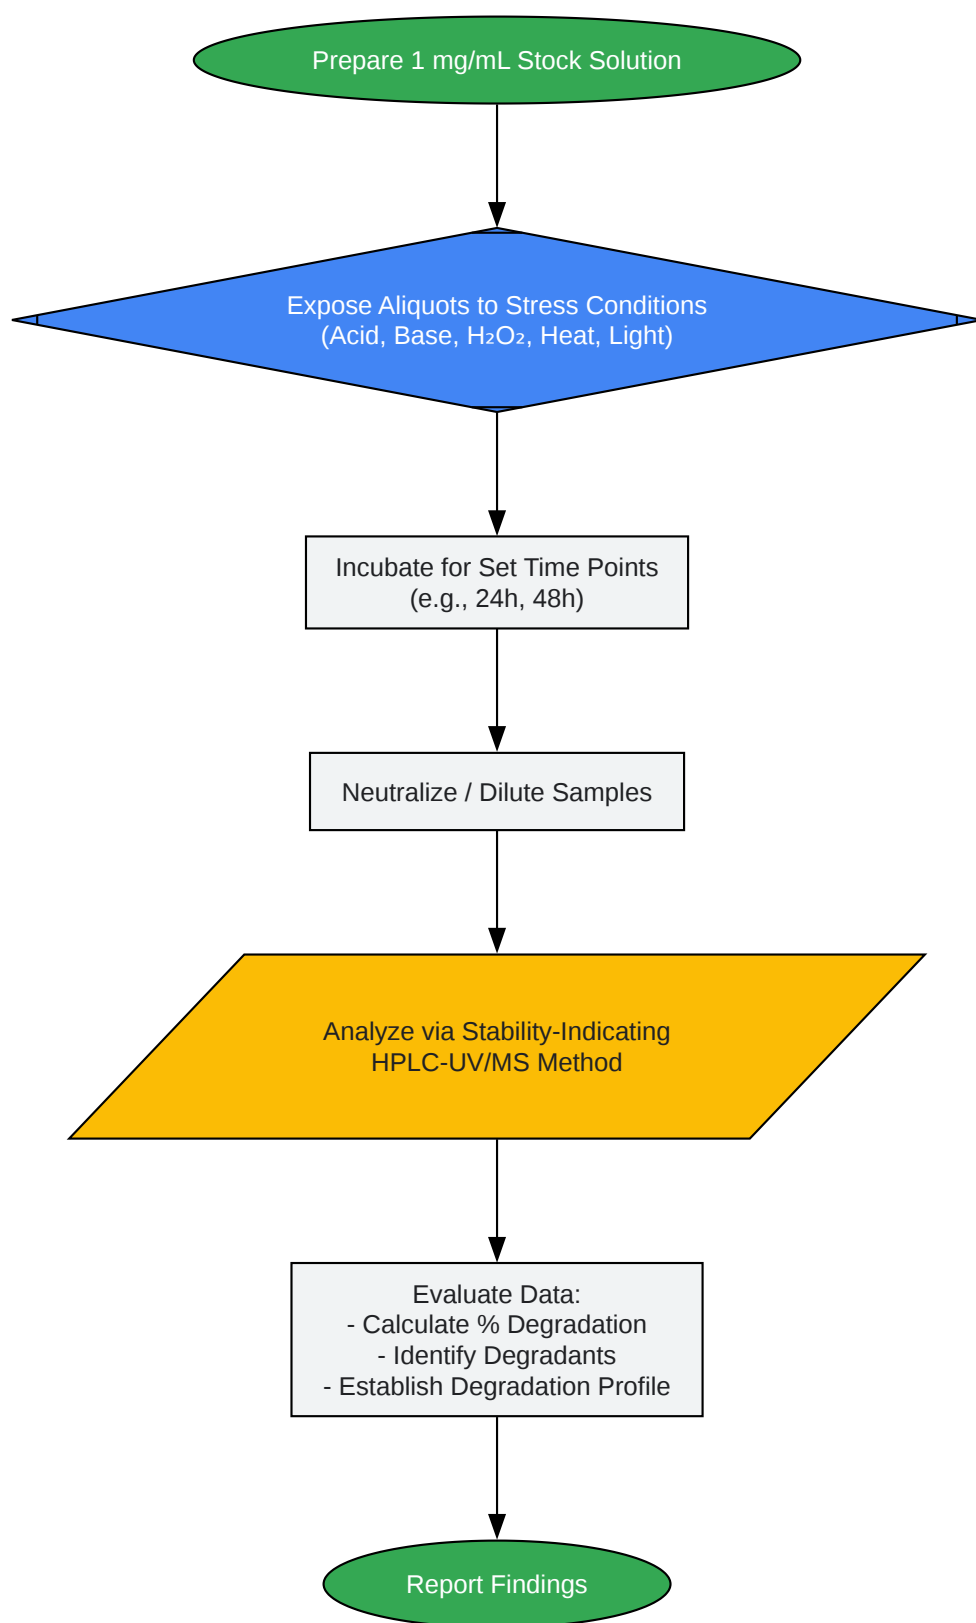 Prepare 1 mg/mL Stock Solution
Expose Aliquots to Stress Conditions
(Acid, Base, H₂O₂, Heat, Light)
Incubate for Set Time Points
(e.g., 24h, 48h)
Neutralize / Dilute Samples
Analyze via Stability-Indicating
HPLC-UV/MS Method
Evaluate Data:
- Calculate % Degradation
- Identify Degradants
- Establish Degradation Profile
Report Findings